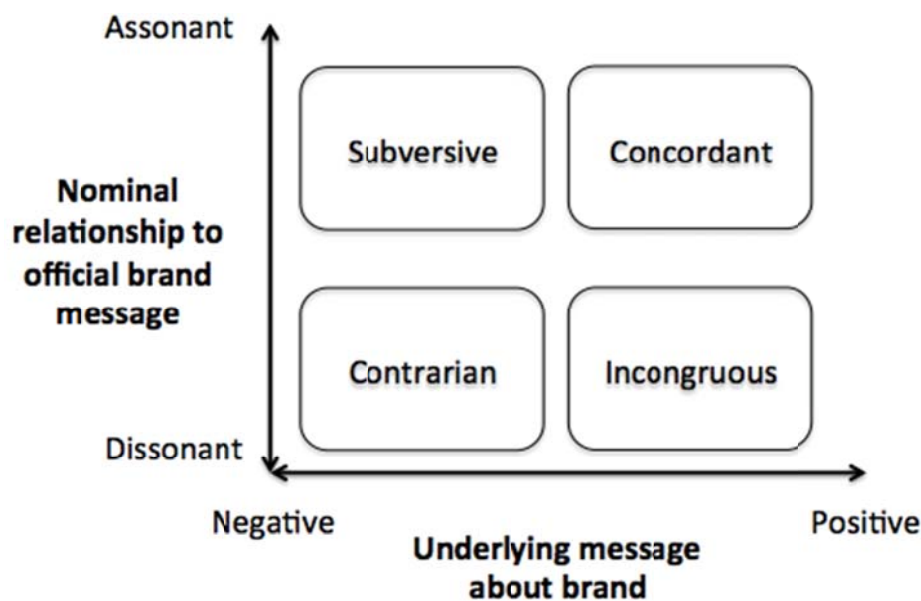 Assonant
Subversive
Concordant
Nominal
relationship to
official brand
message
Contrarian
Incongruous
Dissonant
Negative
Positive
Underlying message
about brand